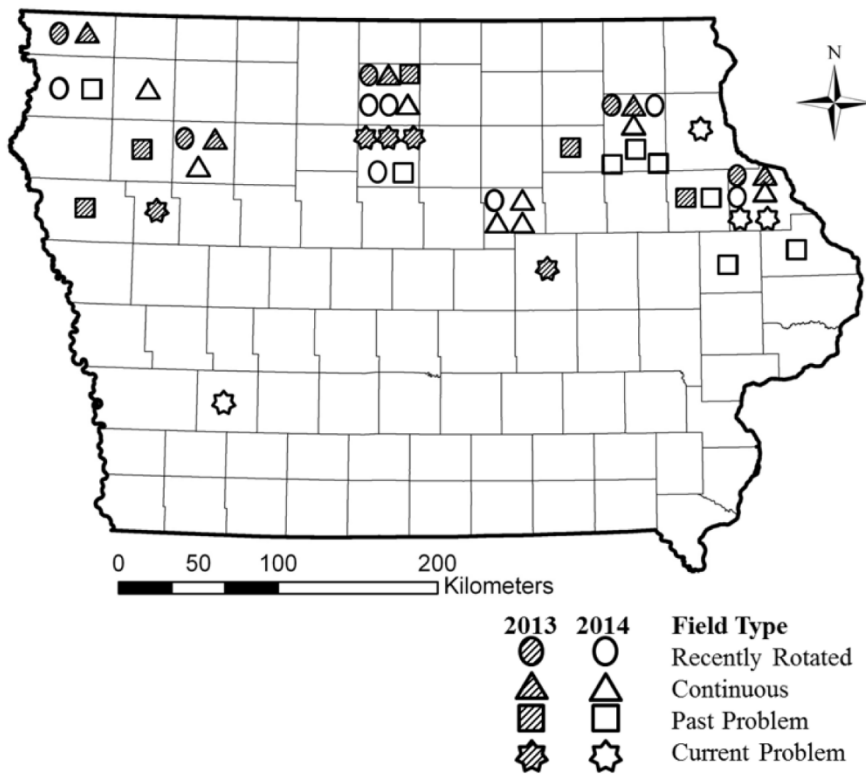 N
0 50 100 200
Kilometers
2013 2014 Field Type
Recently Rotated
Continuous
Past Problem
Current Problem